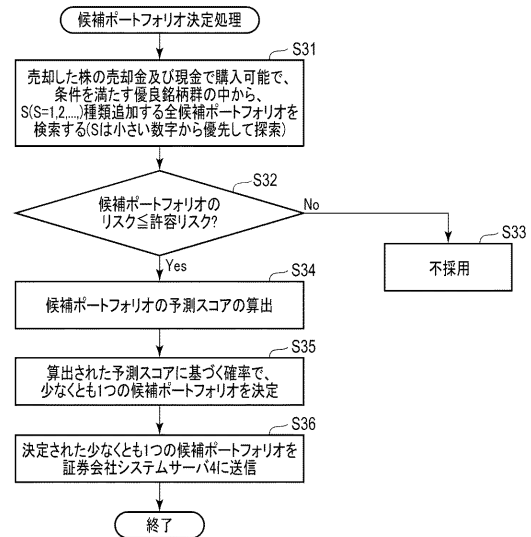 候補ポートフォリオ決定処理
S31
売却した株の売却金及び現金で購入可能で、
条件を満たす優良銘柄群の中から、
S(S=1,2,...,)種類追加する全候補ポートフォリオを
検索する(Sは小さい数字から優先して探索)
S32
候補ポートフォリオの
リスク≦許容リスク?
No
S33
不採用
Yes
S34
候補ポートフォリオの予測スコアの算出
S35
算出された予測スコアに基づく確率で、
少なくとも1つの候補ポートフォリオを決定
S36
決定された少なくとも1つの候補ポートフォリオを
証券会社システムサーバ4に送信
終了